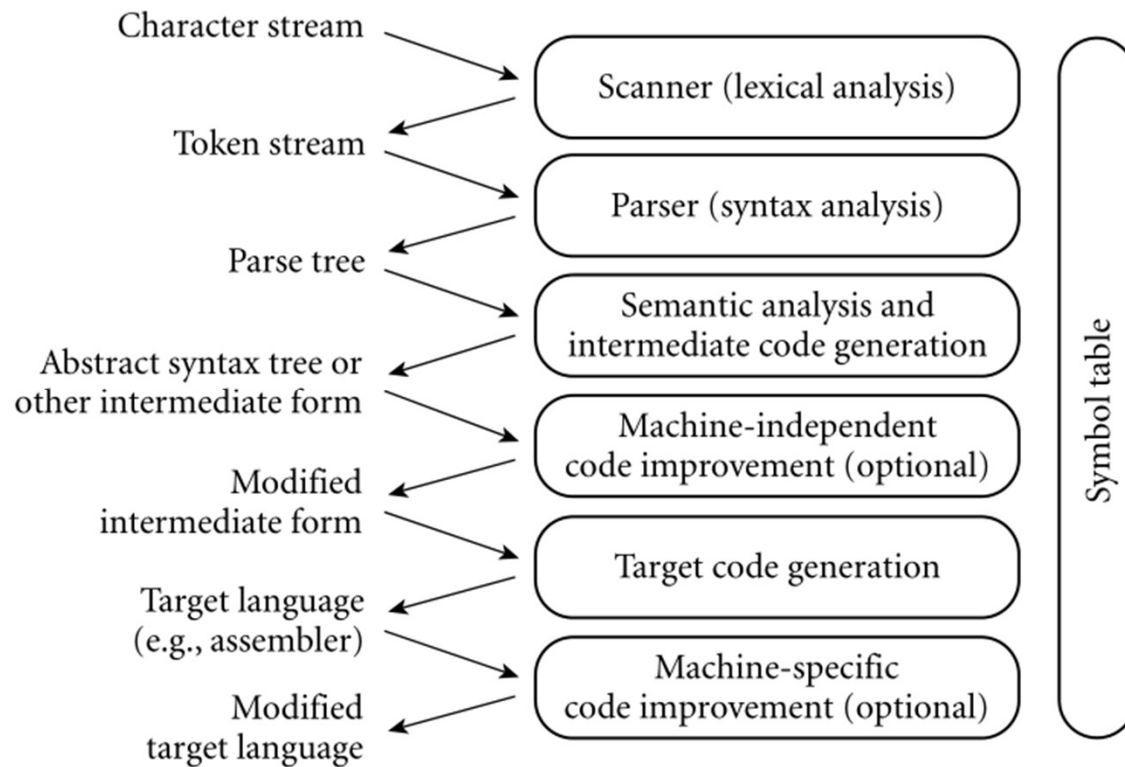 Character stream
Scanner (lexical analysis)
Token stream
Parser (syntax analysis)
Parse tree
Semantic analysis and
intermediate code generation
Abstract syntax tree or
other intermediate form
Machine-independent
code improvement (optional)
Modified
intermediate form
Target code generation
Target language
(e.g., assembler)
Machine-specific
code improvement (optional)
Modified
target language
Symbol table